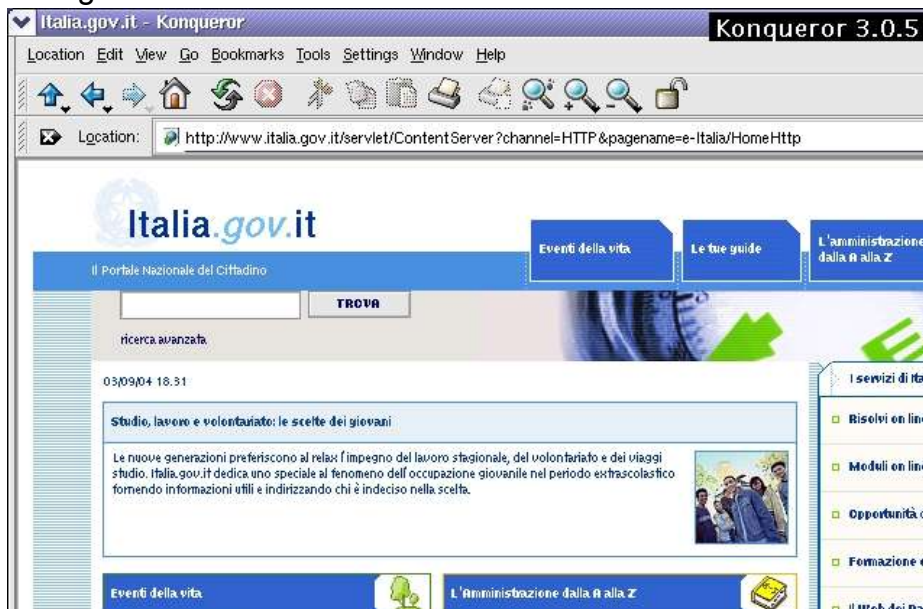 Italia.gov.it - Konqueror
Konqueror 3.0.5
Location Edit View Go Bookmarks Tools Settings Window Help
Location: http://www.italia.gov.it/servlet/ContentServer?channel=HTTP&pagename=e-Italia/HomeHttp
Italia.gov.it
Eventi della vita
Le tue guide
L'amministrazione
dalla A alla Z
Il Portale Nazionale del Cittadino
TROVA
ricerca avanzata
03/09/04 18.31
I servizi di
Studio, lavoro e volontariato: le scelte dei giovani
Risolvi on
Le nuove generazioni preferiscono al relax l'impegno del lavoro stagionale, del volontariato e dei viaggi
studio. Italia.gov.it dedica uno speciale al fenomeno dell'occupazione giovanile nel periodo extrascolastico
fornendo informazioni utili e indirizzando chi è indeciso nella scelta.
Moduli on
Opportunità
Formazione
Eventi della vita
L'Amministrazione dalla A alla Z